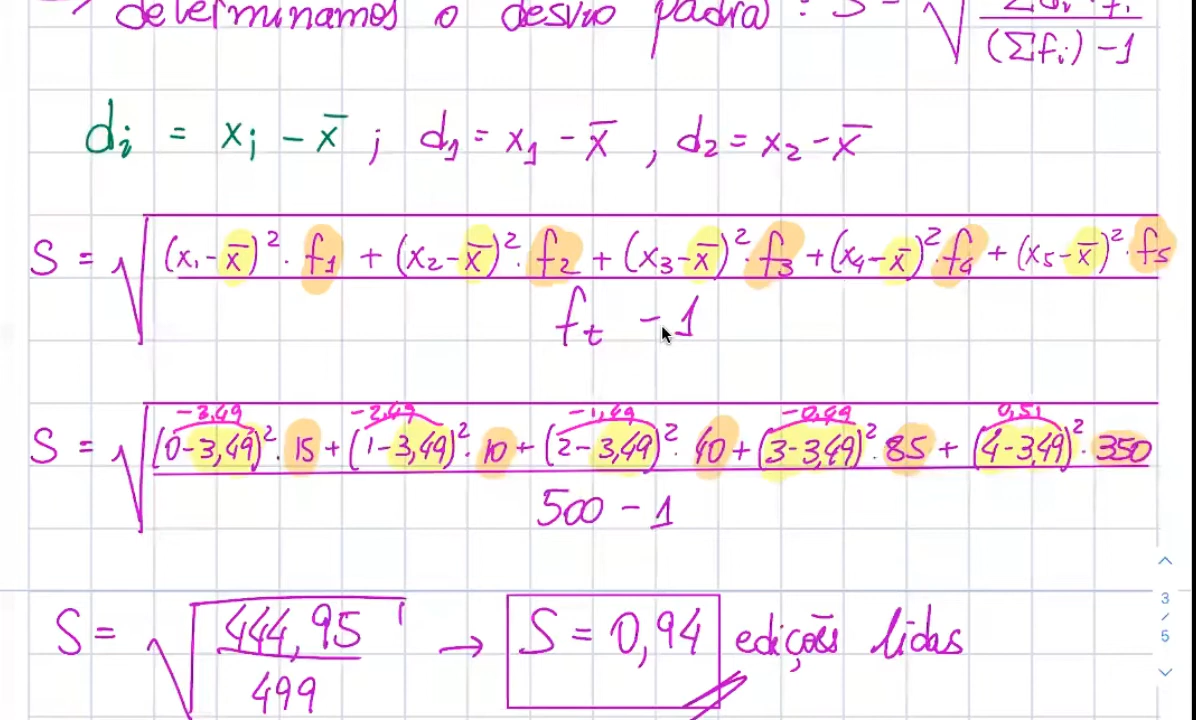 determinamos o desvio padrão : S = √ Σdi² · fi / (Σfi) - 1
di = xi - x̄ ; d1 = x1 - x̄ , d2 = x2 - x̄
S = √ (x1 - x̄)² · f1 + (x2 - x̄)² · f2 + (x3 - x̄)² · f3 + (x4 - x̄)² · f4 + (x5 - x̄)² · f5
ft - 1
-3,49 -2,49 -1,49 -0,49 0,51
S = √ (0 - 3,49)² · 15 + (1 - 3,49)² · 10 + (2 - 3,49)² · 40 + (3 - 3,49)² · 85 + (4 - 3,49)² · 350
500 - 1
S = √ 444,95 / 499 → S = 0,94 edições lidas
3
/
5